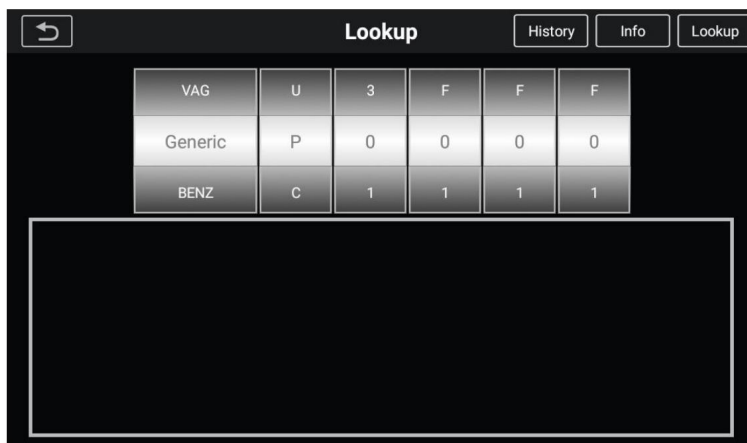 Lookup History Info Lookup
VAG U 3 F F F
Generic P 0 0 0 0
BENZ C 1 1 1 1